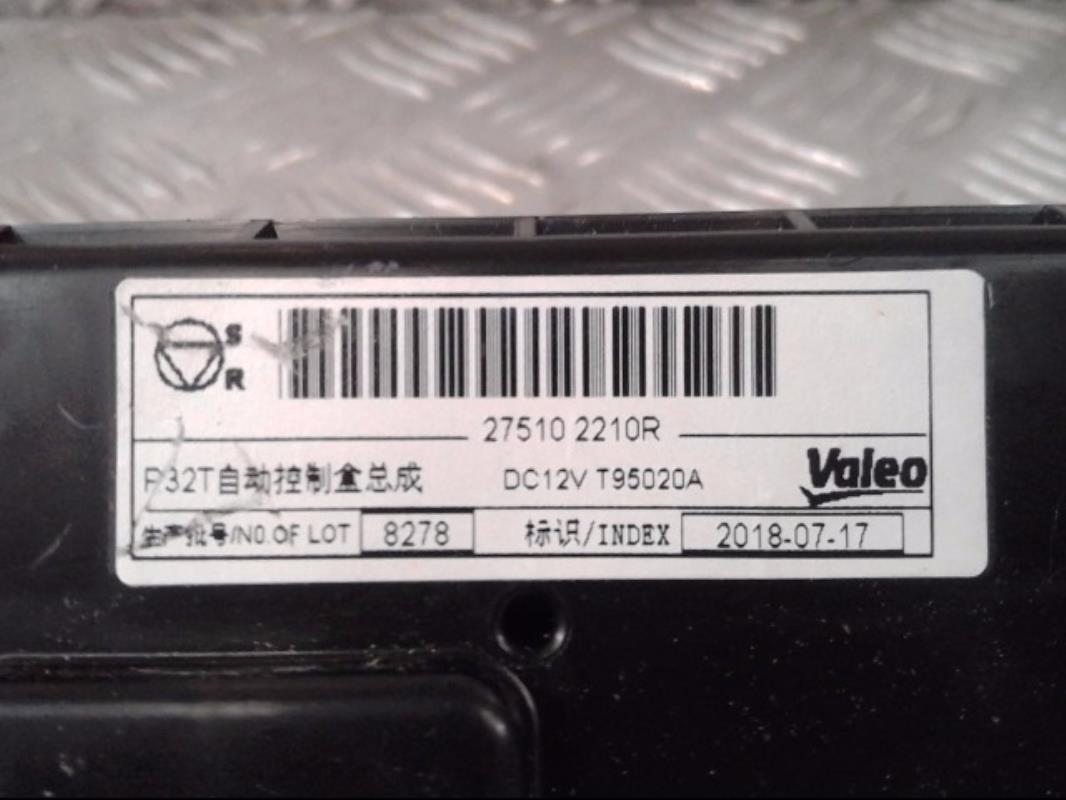 S
R
27510 2210R
P32T自动控制盒总成 DC12V T95020A Valeo
生产批号/NO.OF LOT 8278 标识/INDEX 2018-07-17